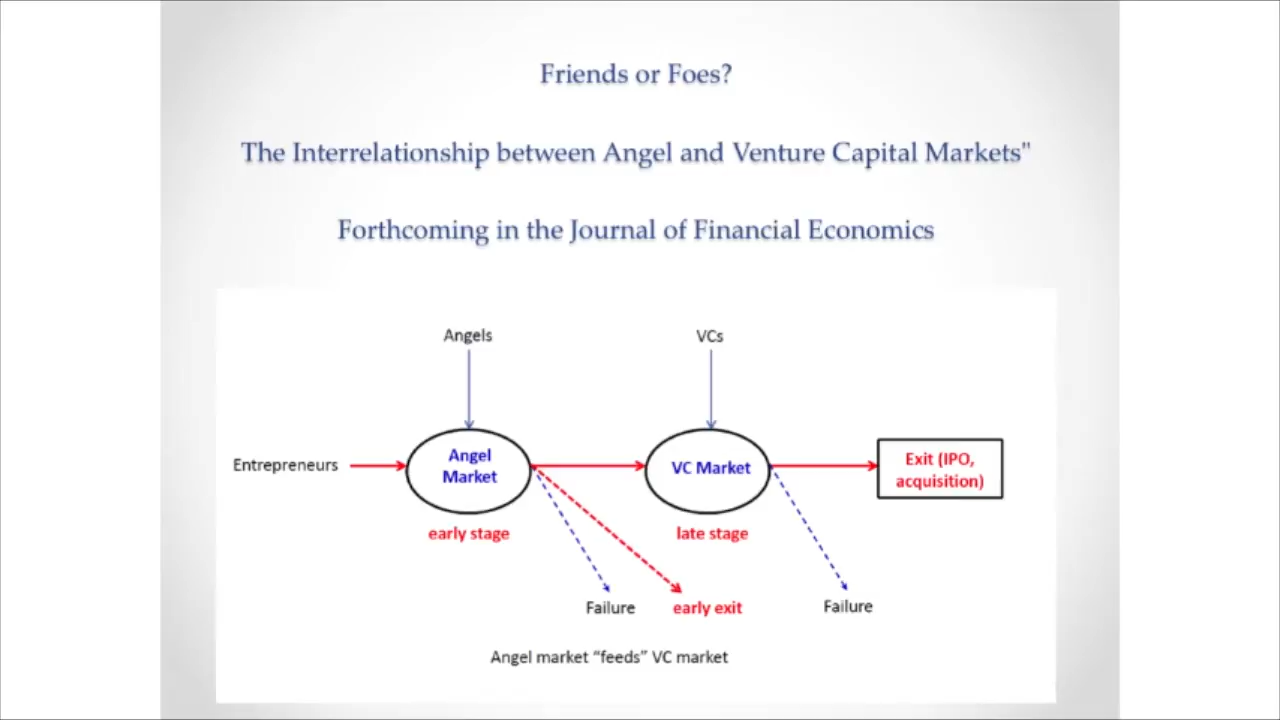 Friends or Foes?
The Interrelationship between Angel and Venture Capital Markets"
Forthcoming in the Journal of Financial Economics
Angels
VCs
Entrepreneurs
Angel
Market
VC Market
Exit (IPO,
acquisition)
early stage
late stage
Failure
early exit
Failure
Angel market “feeds” VC market